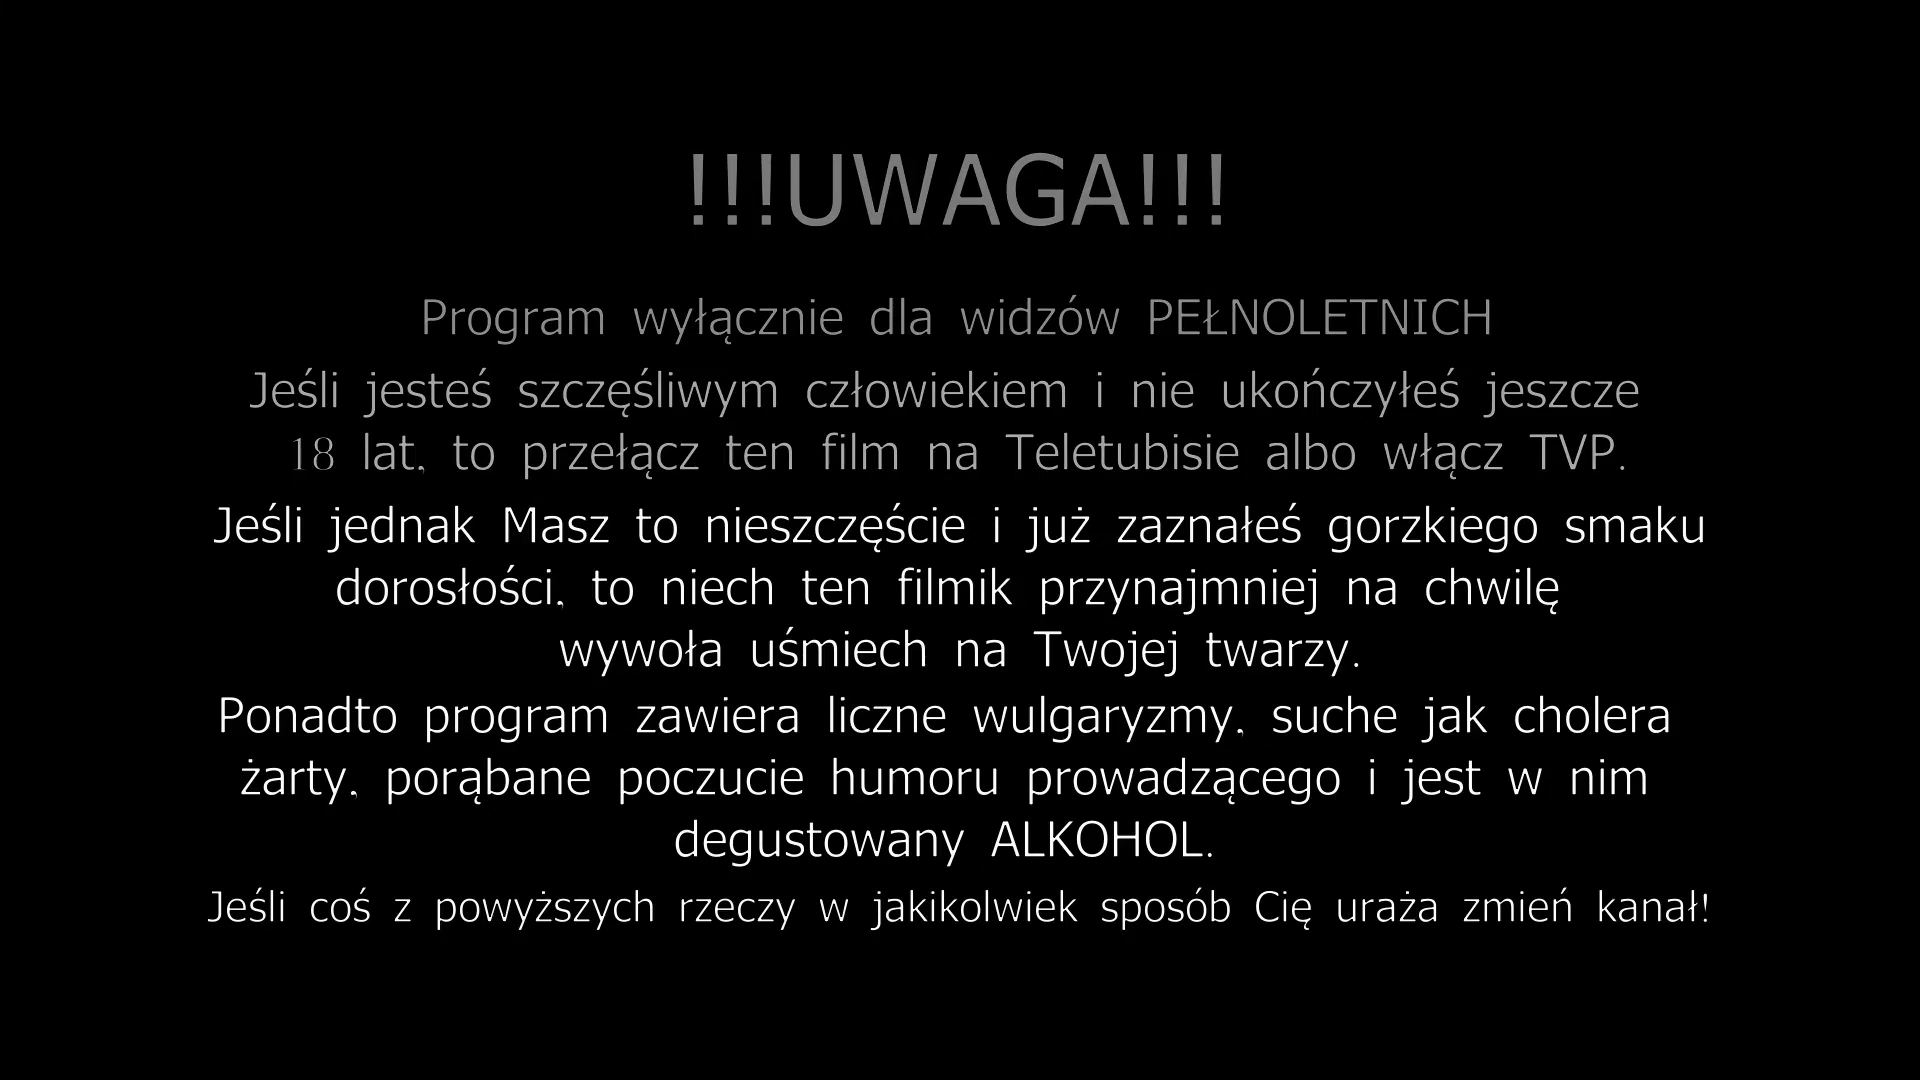 !!!UWAGA!!!
Program wyłącznie dla widzów PEŁNOLETNICH
Jeśli jesteś szczęśliwym człowiekiem i nie ukończyłeś jeszcze
18 lat, to przełącz ten film na Teletubisie albo włącz TVP.
Jeśli jednak Masz to nieszczęście i już zaznałeś gorzkiego smaku
dorosłości, to niech ten filmik przynajmniej na chwilę
wywoła uśmiech na Twojej twarzy.
Ponadto program zawiera liczne wulgaryzmy, suche jak cholera
żarty, porąbane poczucie humoru prowadzącego i jest w nim
degustowany ALKOHOL.
Jeśli coś z powyższych rzeczy w jakikolwiek sposób Cię uraża zmień kanał!